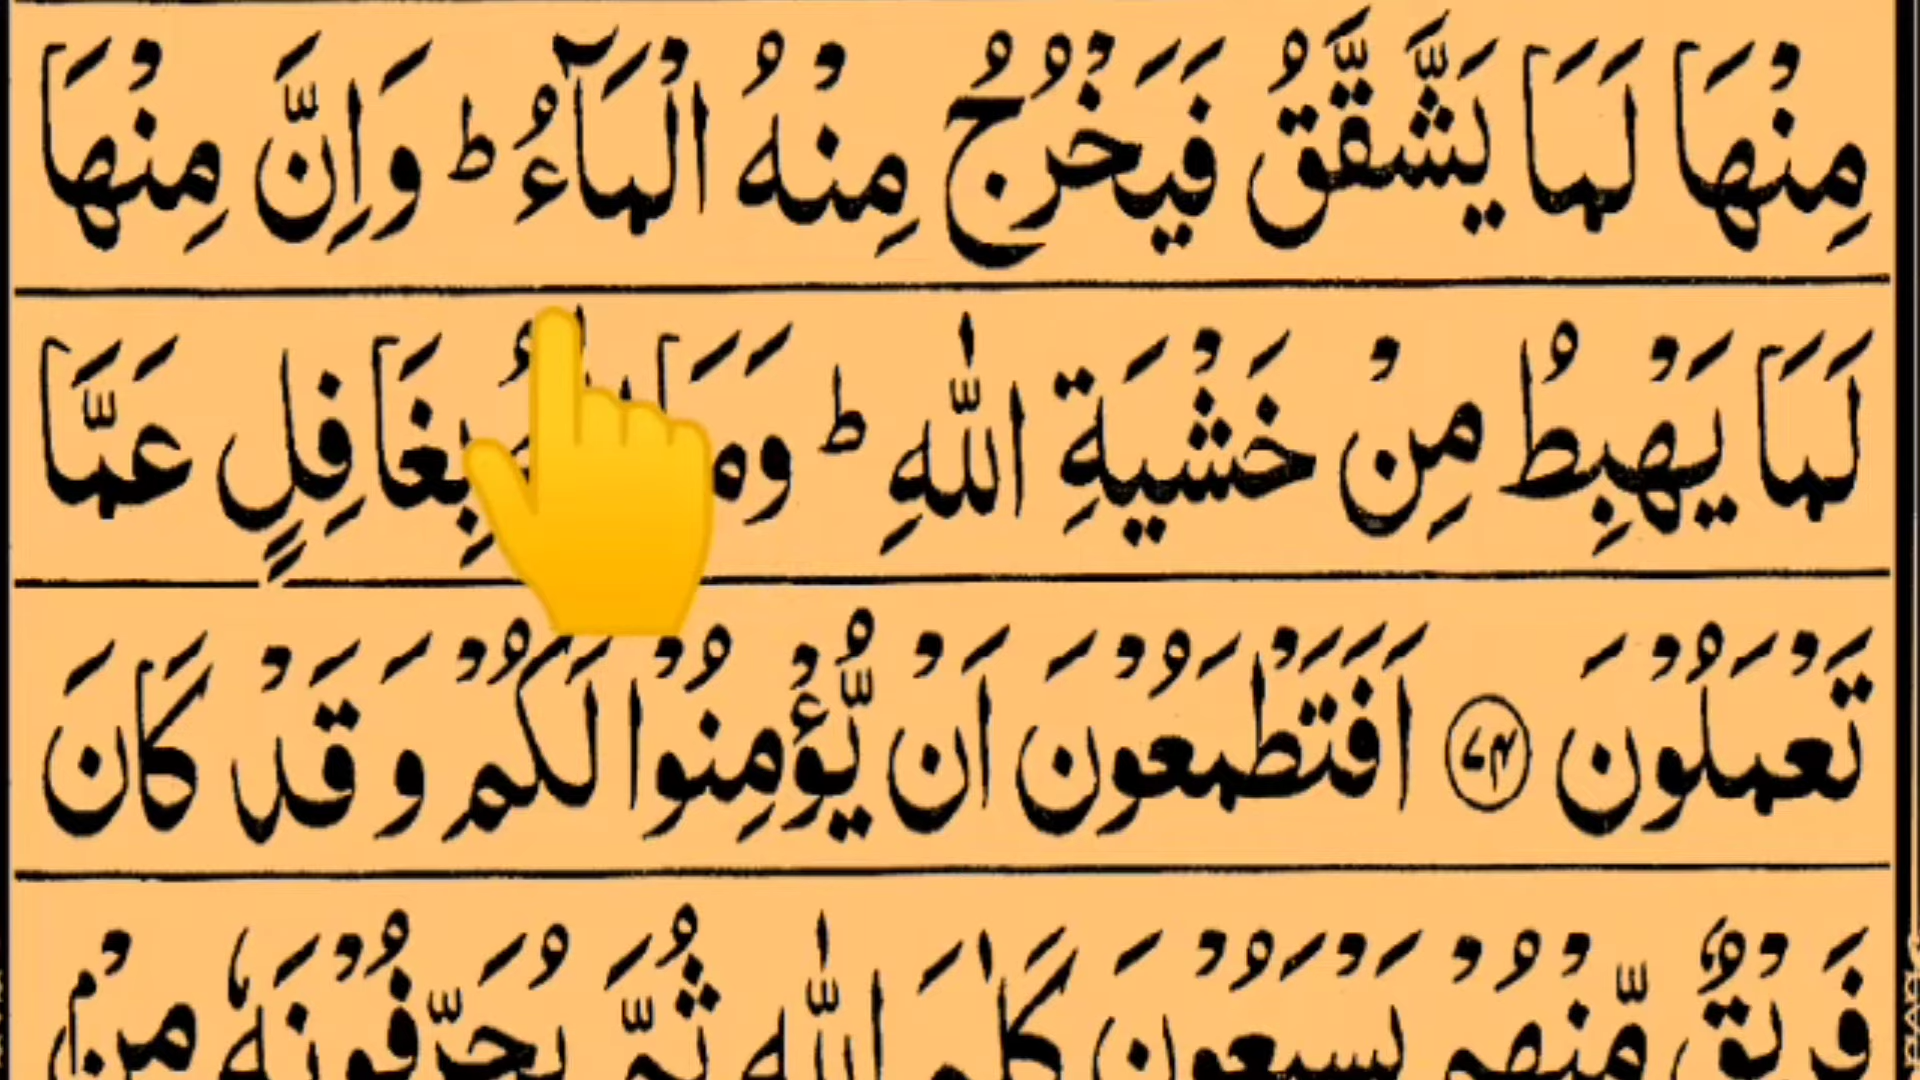 مِنْهَا لَمَا يَشَّقَّقُ فَيَخْرُجُ مِنْهُ الْمَآءُ ؕ وَاِنَّ مِنْهَا
لَمَا يَهْبِطُ مِنْ خَشْيَةِ اللّٰهِ ؕ وَمَا بِغَافِلٍ عَمَّا
تَعْمَلُوْنَ ﴿۷۴﴾ اَفَتَطْمَعُوْنَ اَنْ يُّؤْمِنُوْا لَكُمْ وَ قَدْ كَانَ
فَرِيْقٌ مِّنْهُمْ يَسْمَعُوْنَ كَلٰمَ اللّٰهِ ثُمَّ يُحَرِّفُوْنَهٗ مِنْۢ